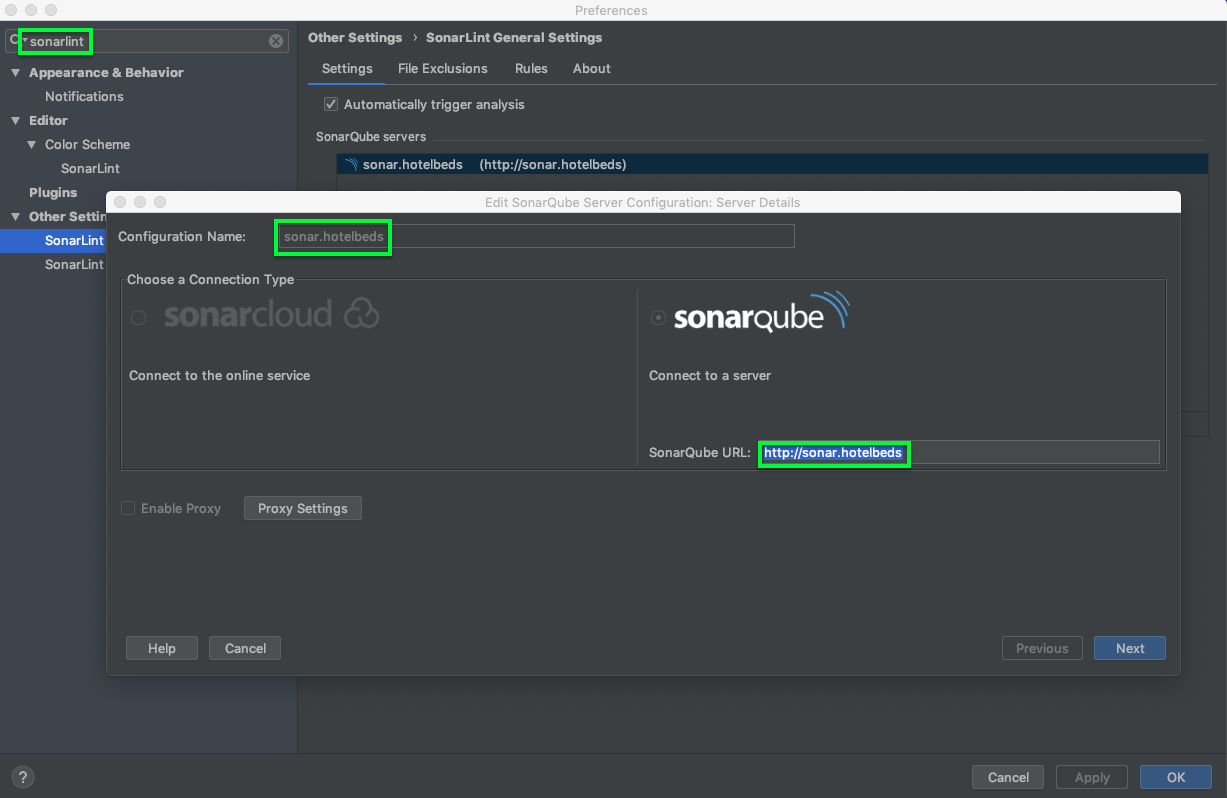 Preferences
sonarlint
Appearance & Behavior
Notifications
Editor
Color Scheme
SonarLint
Plugins
Other Settin
SonarLint
SonarLint
Other Settings › SonarLint General Settings
Settings File Exclusions Rules About
Automatically trigger analysis
SonarQube servers
sonar.hotelbeds (http://sonar.hotelbeds)
Edit SonarQube Server Configuration: Server Details
Configuration Name: sonar.hotelbeds
Choose a Connection Type
sonarcloud
Connect to the online service
sonarqube
Connect to a server
SonarQube URL: http://sonar.hotelbeds
Enable Proxy Proxy Settings
Help Cancel Previous Next
? Cancel Apply OK